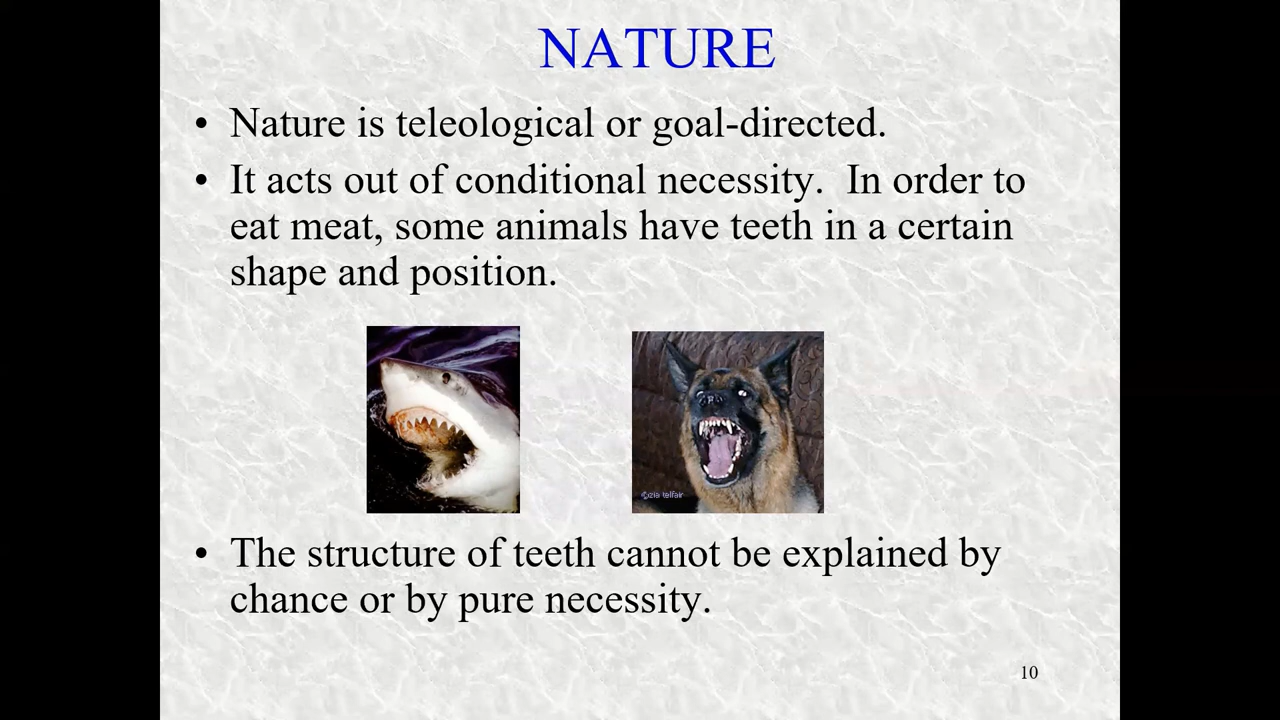 NATURE
• Nature is teleological or goal-directed.
• It acts out of conditional necessity.  In order to
eat meat, some animals have teeth in a certain
shape and position.
©zia telfair
• The structure of teeth cannot be explained by
chance or by pure necessity.
10